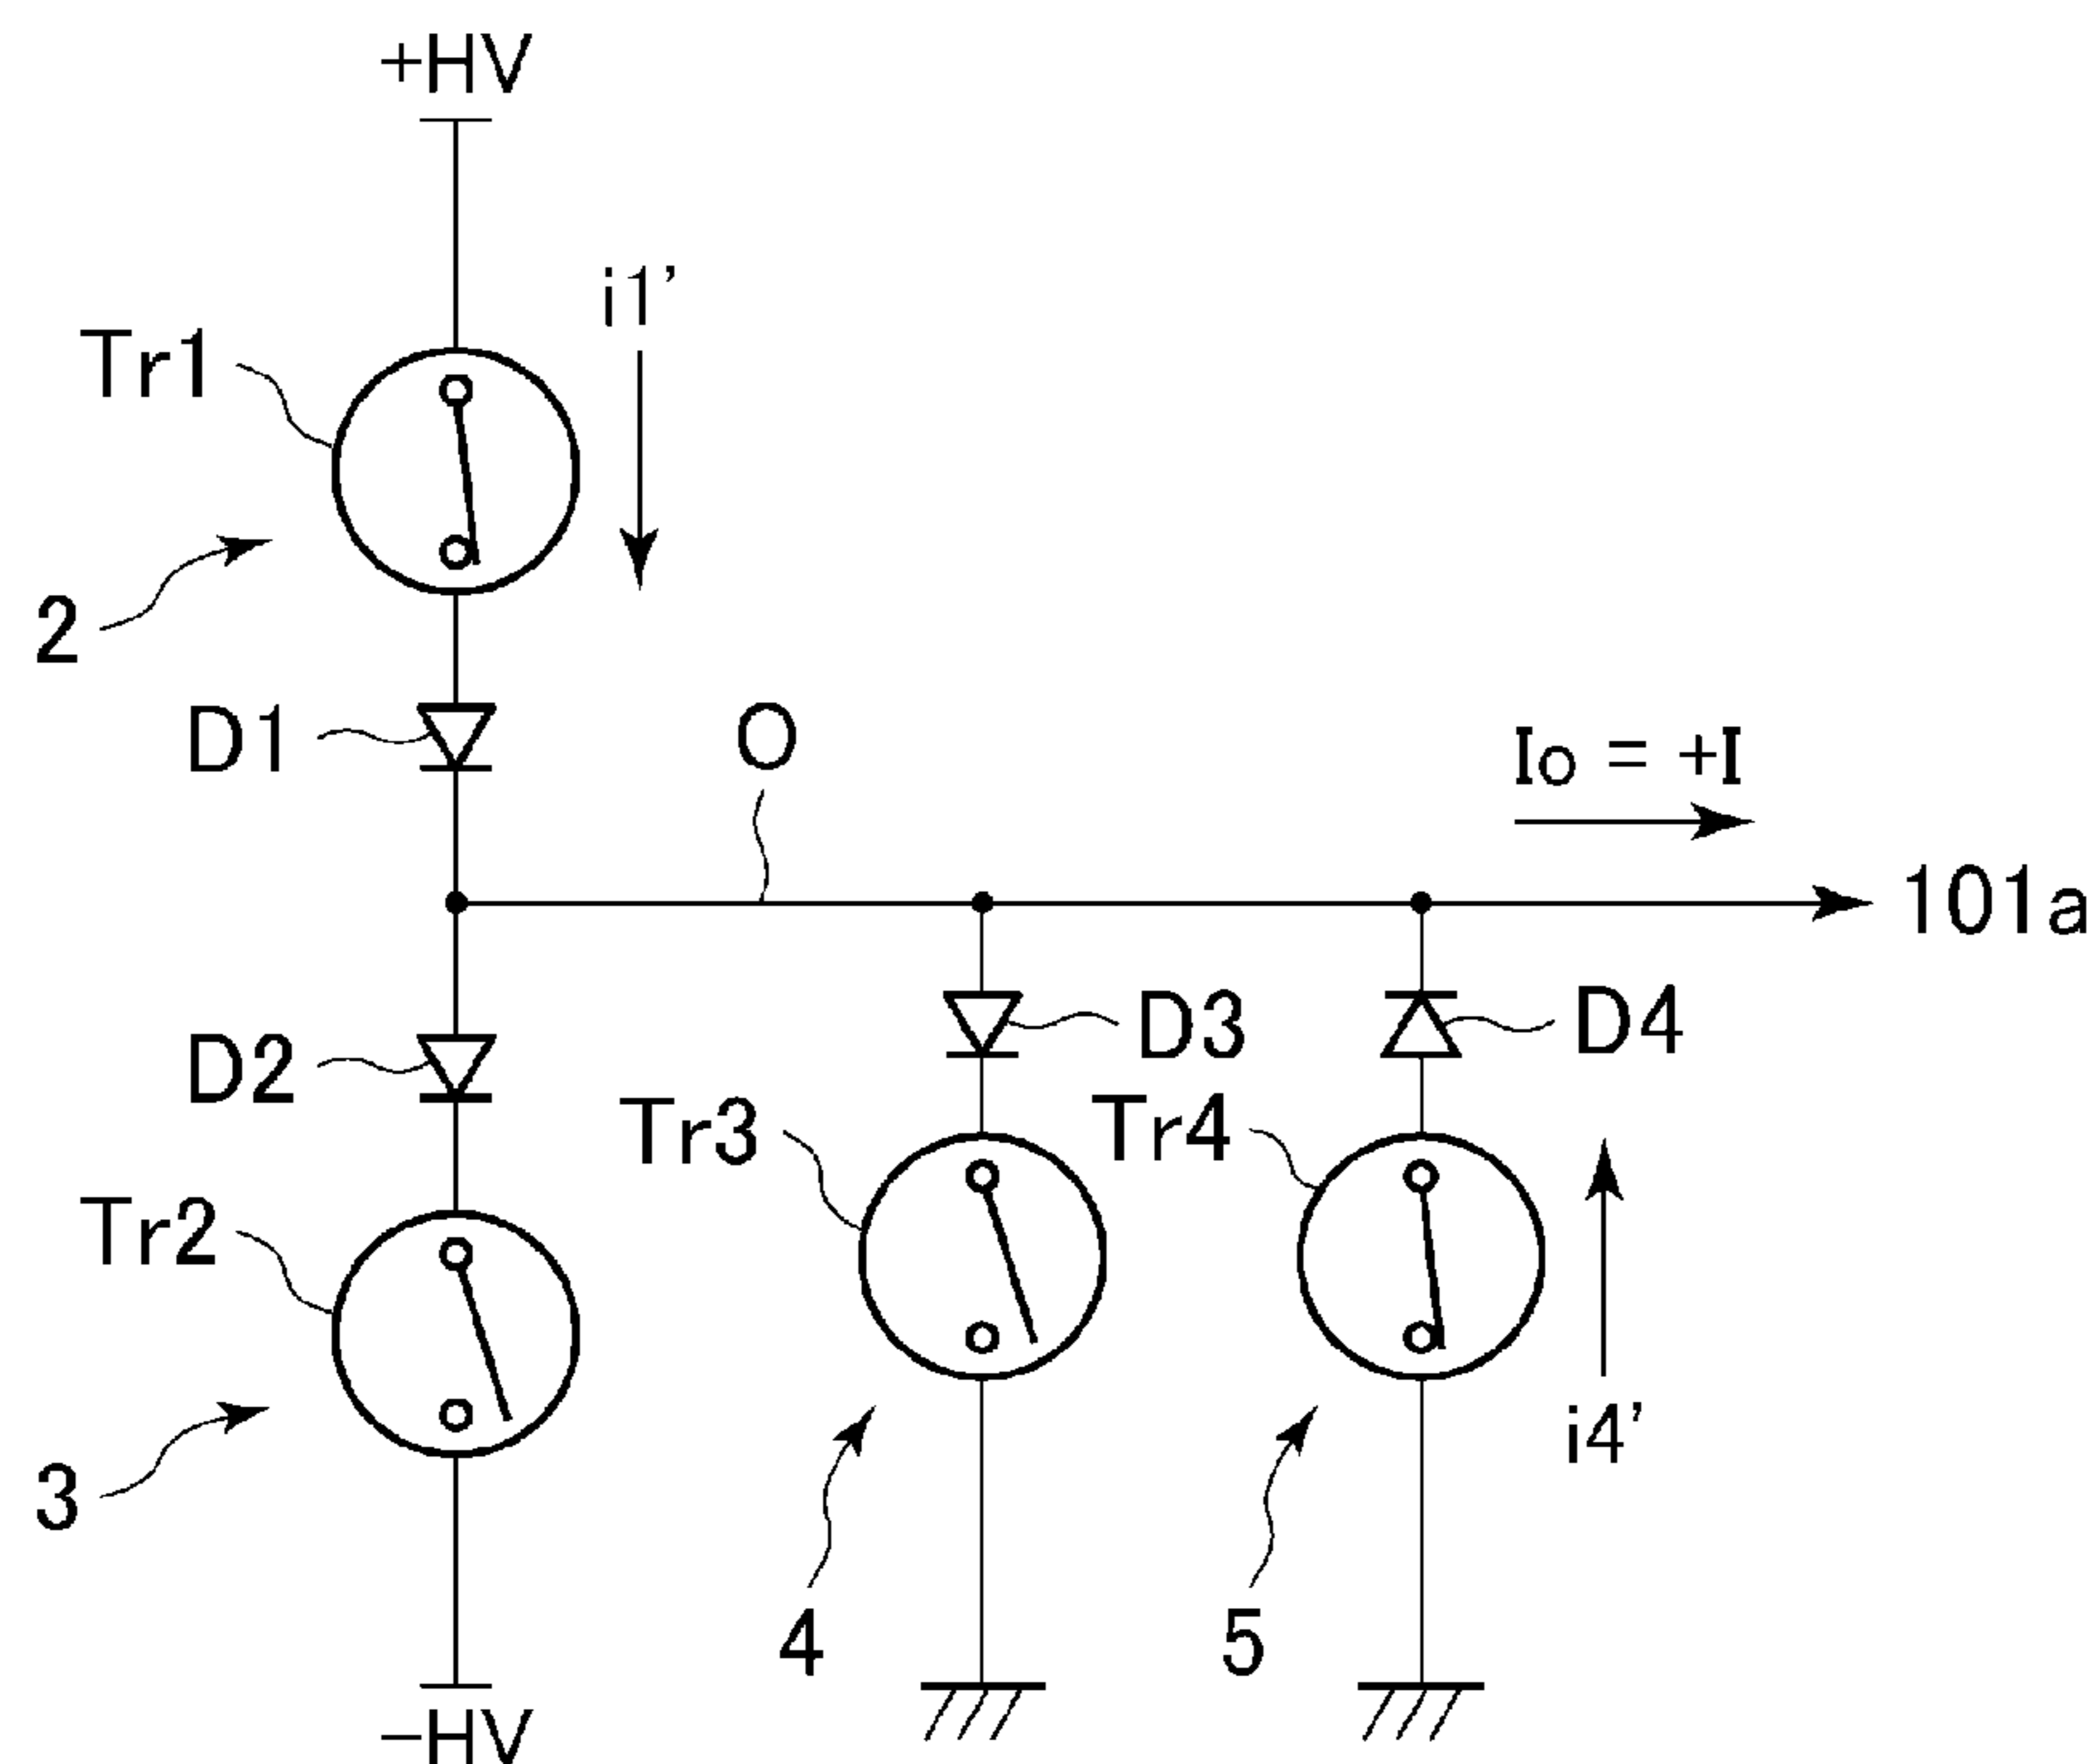 +HV
i1'
Tr1
2
D1
O
Io = +I
101a
D2
D3
D4
Tr3
Tr4
Tr2
i4'
3
4
5
−HV